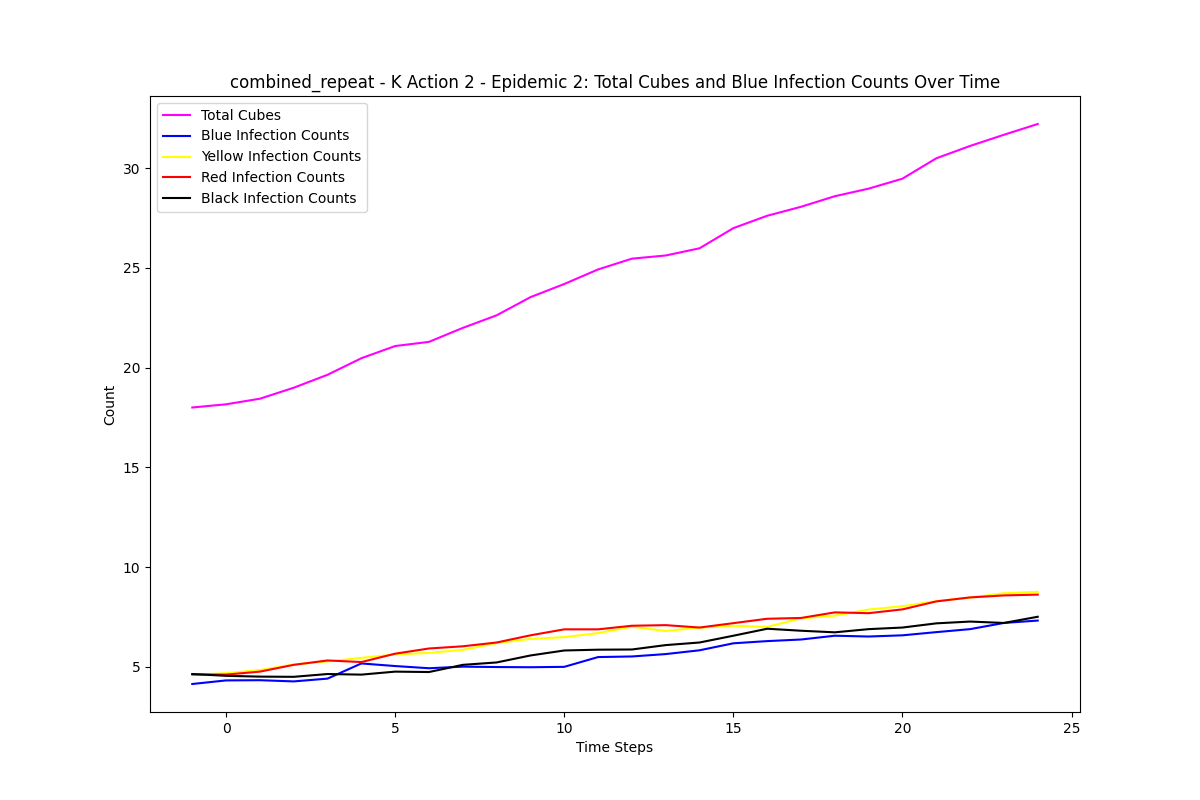 combined_repeat - K Action 2 - Epidemic 2: Total Cubes and Blue Infection Counts Over Time
Total Cubes
Blue Infection Counts
Yellow Infection Counts
Red Infection Counts
Black Infection Counts
30
25
20
15
10
5
Count
0
5
10
15
20
25
Time Steps